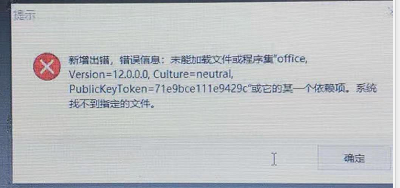 提示
新增出错，错误信息：未能加载文件或程序集"office,
Version=12.0.0.0, Culture=neutral,
PublicKeyToken=71e9bce111e9429c"或它的某一个依赖项。系统
找不到指定的文件。
确定